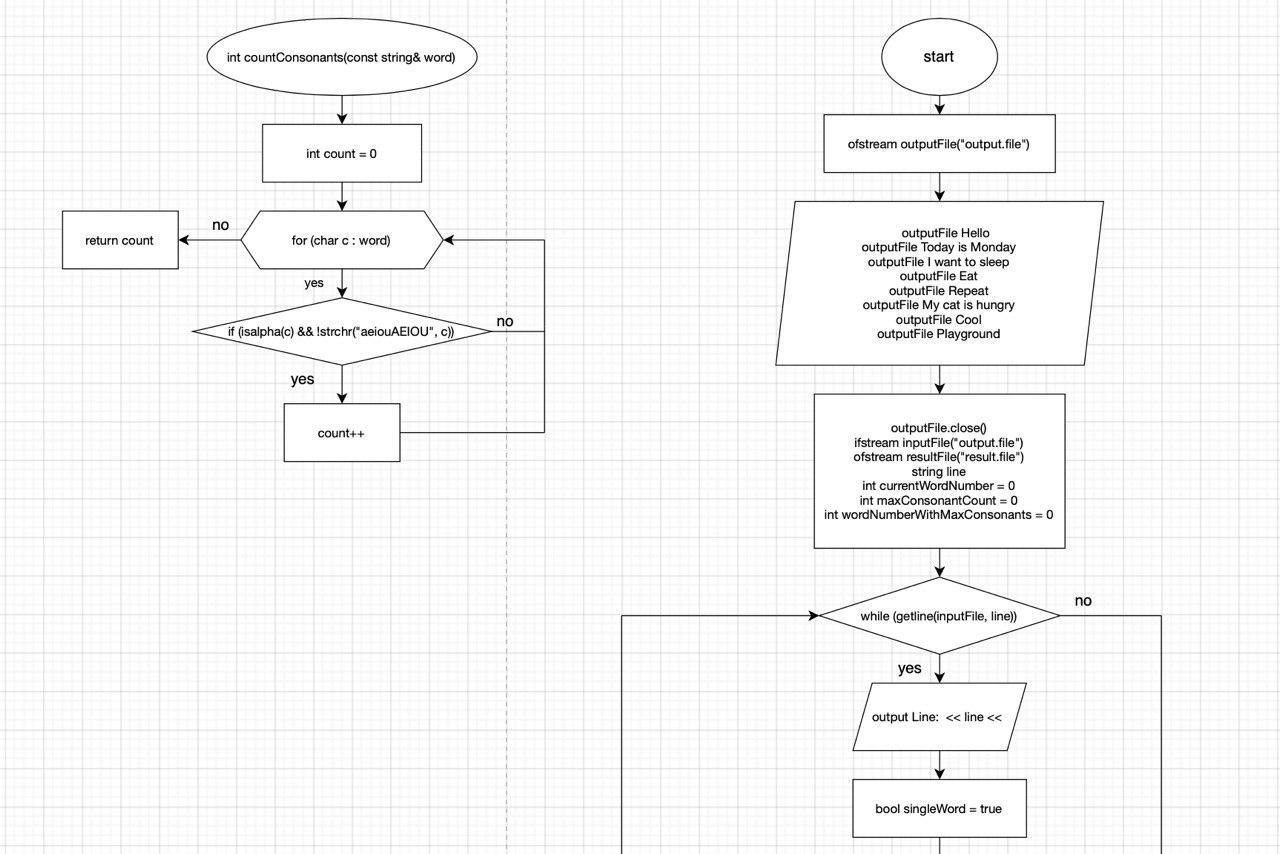 int countConsonants(const string& word)
int count = 0
for (char c : word)
no
return count
yes
if (isalpha(c) && !strchr("aeiouAEIOU", c))
no
yes
count++
start
ofstream outputFile("output.file")
outputFile Hello
outputFile Today is Monday
outputFile I want to sleep
outputFile Eat
outputFile Repeat
outputFile My cat is hungry
outputFile Cool
outputFile Playground
outputFile.close()
ifstream inputFile("output.file")
ofstream resultFile("result.file")
string line
int currentWordNumber = 0
int maxConsonantCount = 0
int wordNumberWithMaxConsonants = 0
while (getline(inputFile, line))
no
yes
output Line:  << line <<
bool singleWord = true